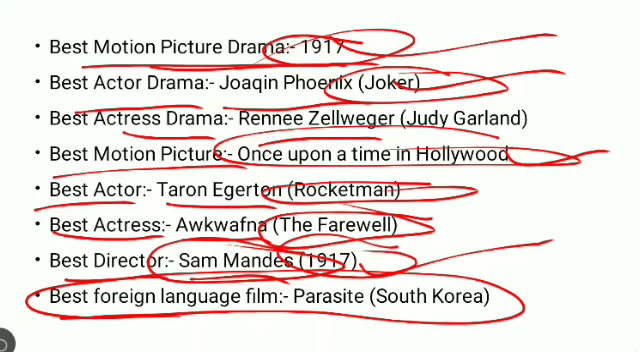 • Best Motion Picture Drama:- 1917
• Best Actor Drama:- Joaqin Phoenix (Joker)
• Best Actress Drama:- Rennee Zellweger (Judy Garland)
• Best Motion Picture:- Once upon a time in Hollywood
• Best Actor:- Taron Egerton (Rocketman)
• Best Actress:- Awkwafna (The Farewell)
• Best Director:- Sam Mandes (1917)
• Best foreign language film:- Parasite (South Korea)